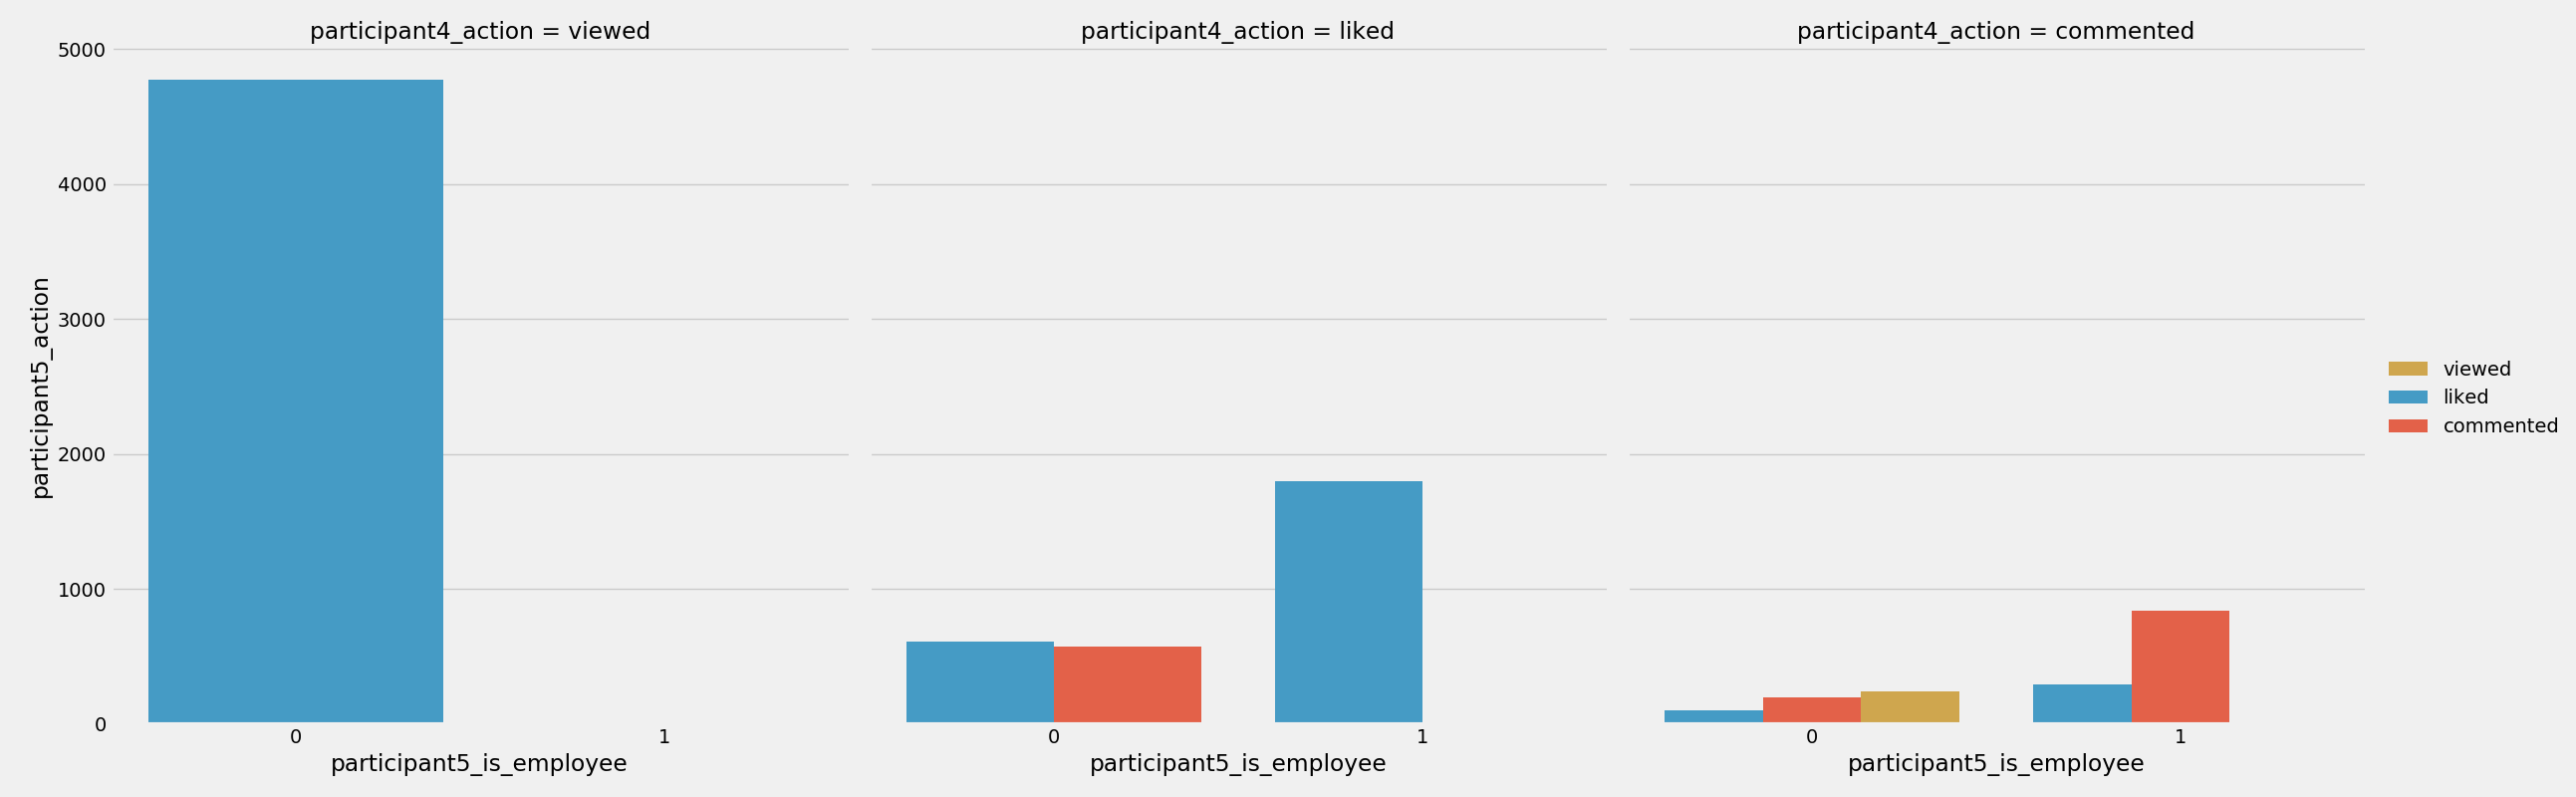 participant4_action = viewed
participant4_action = liked
participant4_action = commented
5000
4000
3000
2000
1000
0
participant5_action
0
1
0
1
0
1
participant5_is_employee
participant5_is_employee
participant5_is_employee
viewed
liked
commented